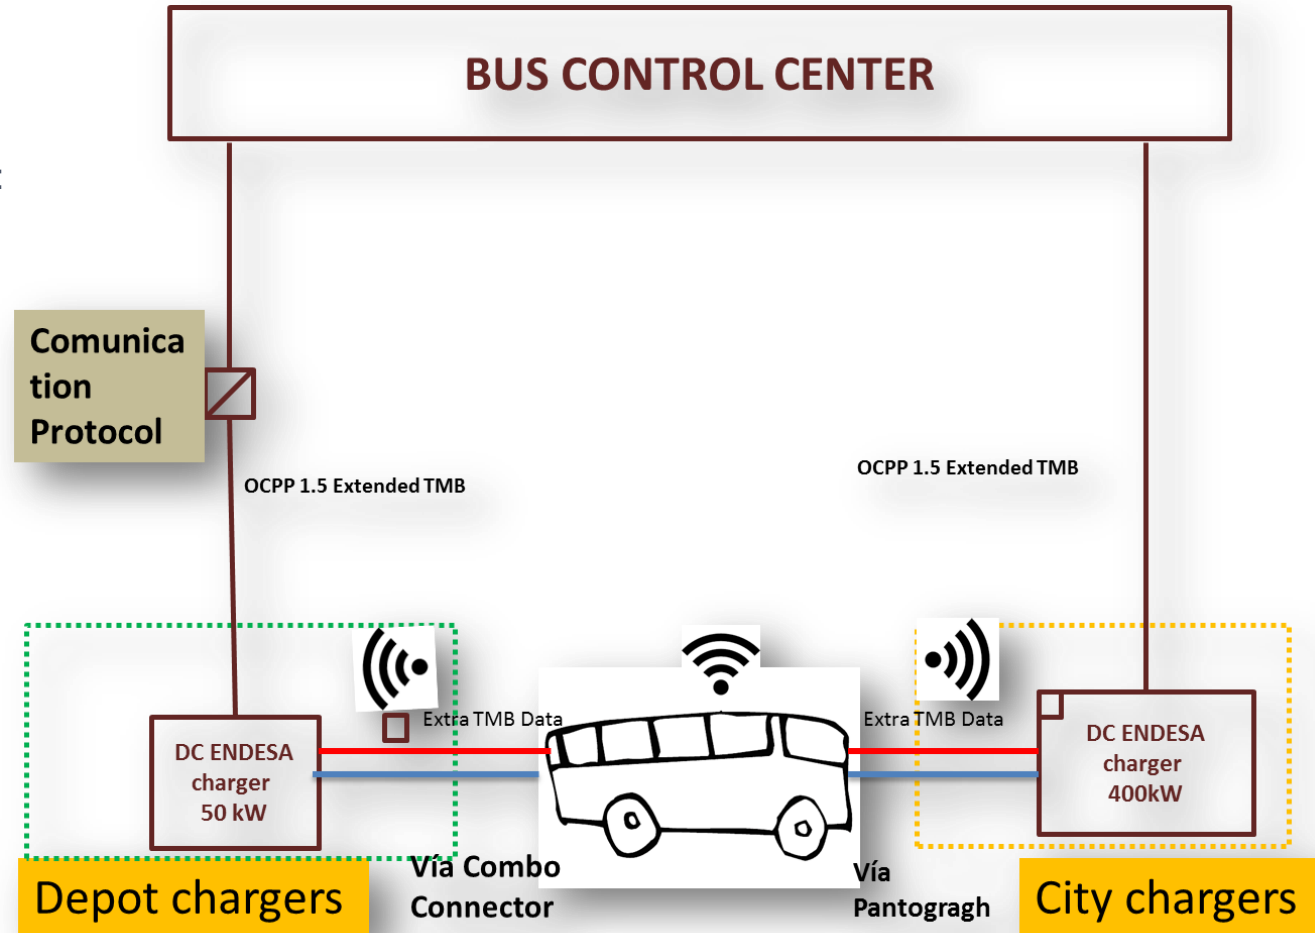 BUS CONTROL CENTER
:
Comunica
tion
Protocol
OCPP 1.5 Extended TMB
OCPP 1.5 Extended TMB
Extra TMB Data
Extra TMB Data
DC ENDESA
charger
50 kW
DC ENDESA
charger
400kW
Vía Combo
Connector
Vía
Pantogragh
Depot chargers
City chargers